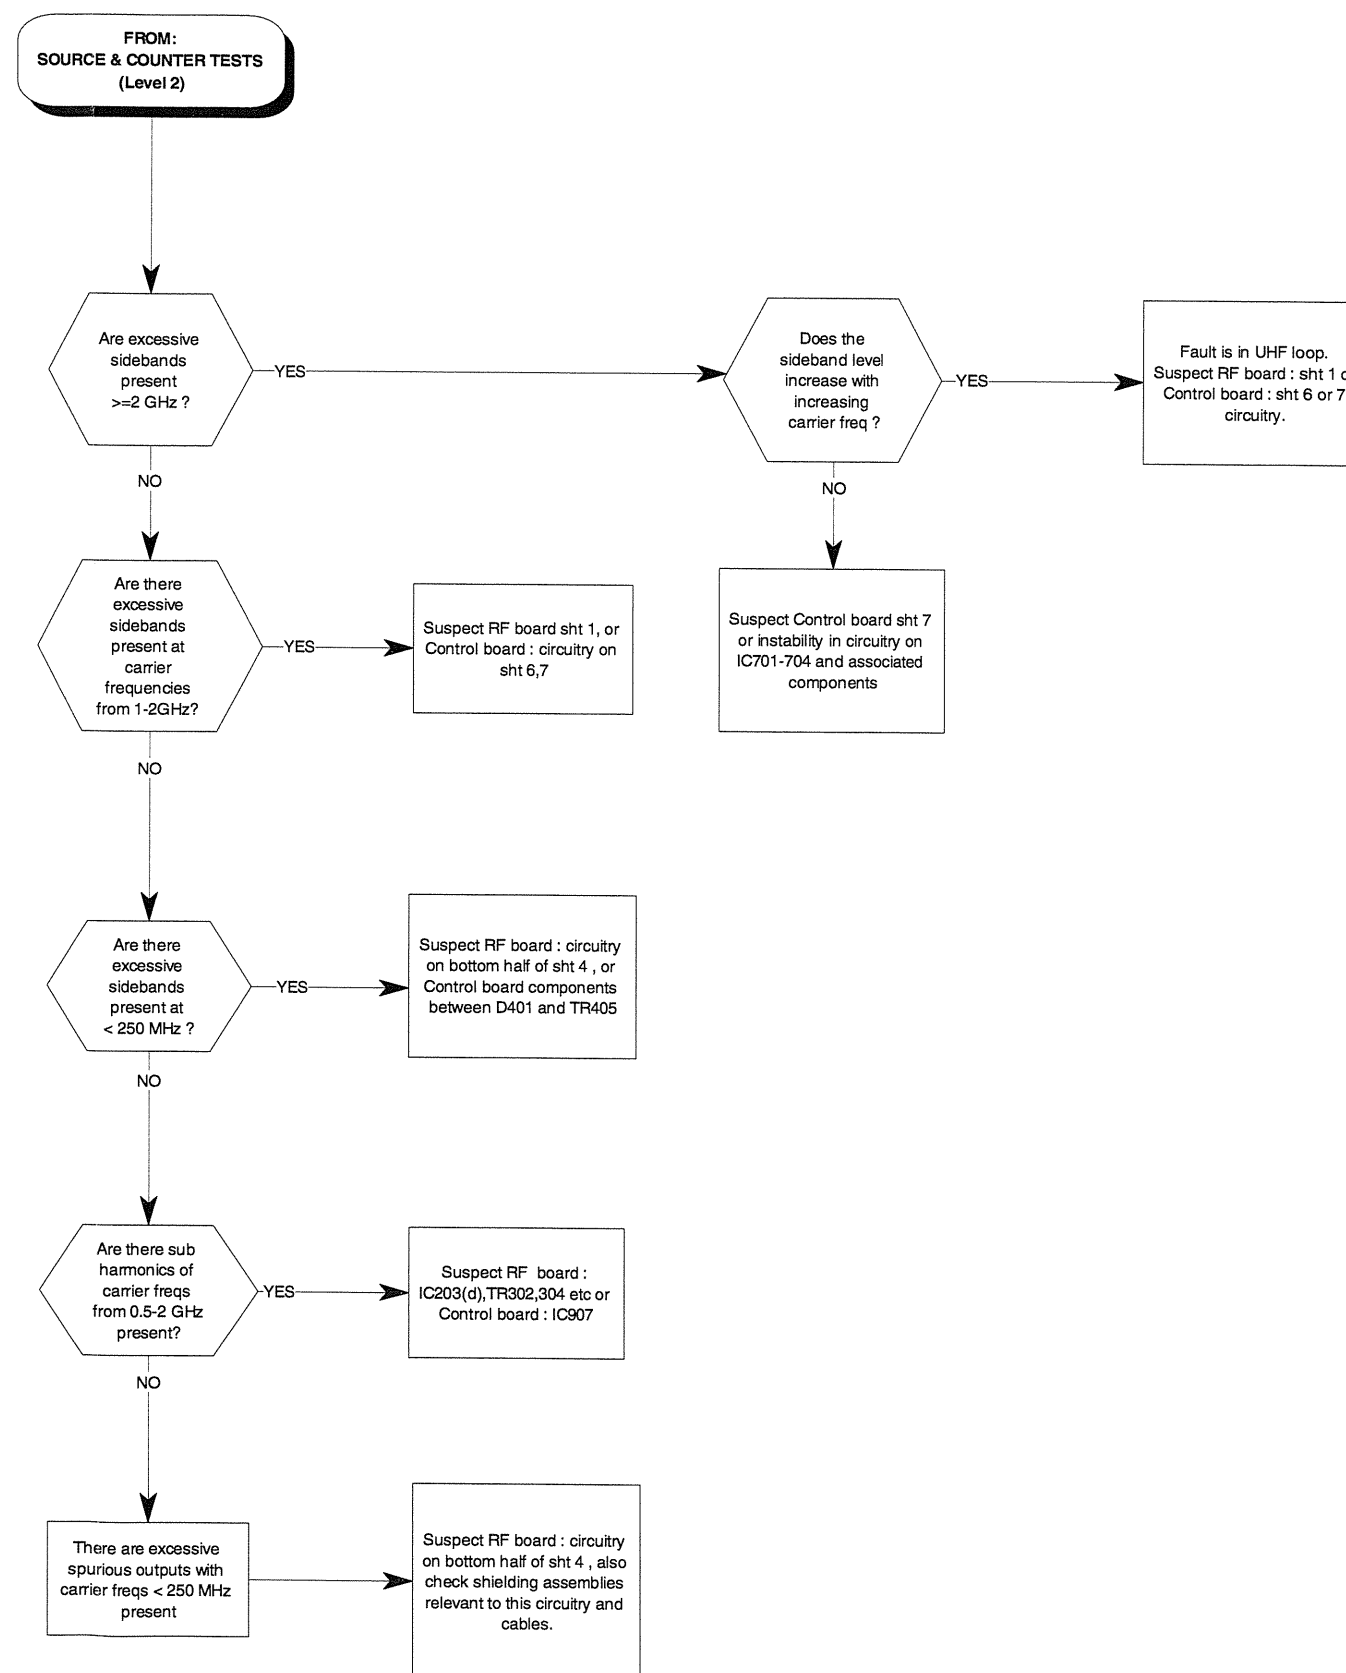 FROM:
SOURCE & COUNTER TESTS
(Level 2)
Are excessive
sidebands
present
>=2 GHz ?
YES
Does the
sideband level
increase with
increasing
carrier freq ?
YES
Fault is in UHF loop.
Suspect RF board : sht 1
Control board : sht 6 or 7
circuitry.
NO
NO
Suspect Control board sht 7
or instability in circuitry on
IC701-704 and associated
components
Are there
excessive
sidebands
present at
carrier
frequencies
from 1-2GHz?
YES
Suspect RF board sht 1, or
Control board : circuitry on
sht 6,7
NO
Are there
excessive
sidebands
present at
< 250 MHz ?
YES
Suspect RF board : circuitry
on bottom half of sht 4 , or
Control board components
between D401 and TR405
NO
Are there sub
harmonics of
carrier freqs
from 0.5-2 GHz
present?
YES
Suspect RF board :
IC203(d),TR302,304 etc or
Control board : IC907
NO
There are excessive
spurious outputs with
carrier freqs < 250 MHz
present
Suspect RF board : circuitry
on bottom half of sht 4 , also
check shielding assemblies
relevant to this circuitry and
cables.